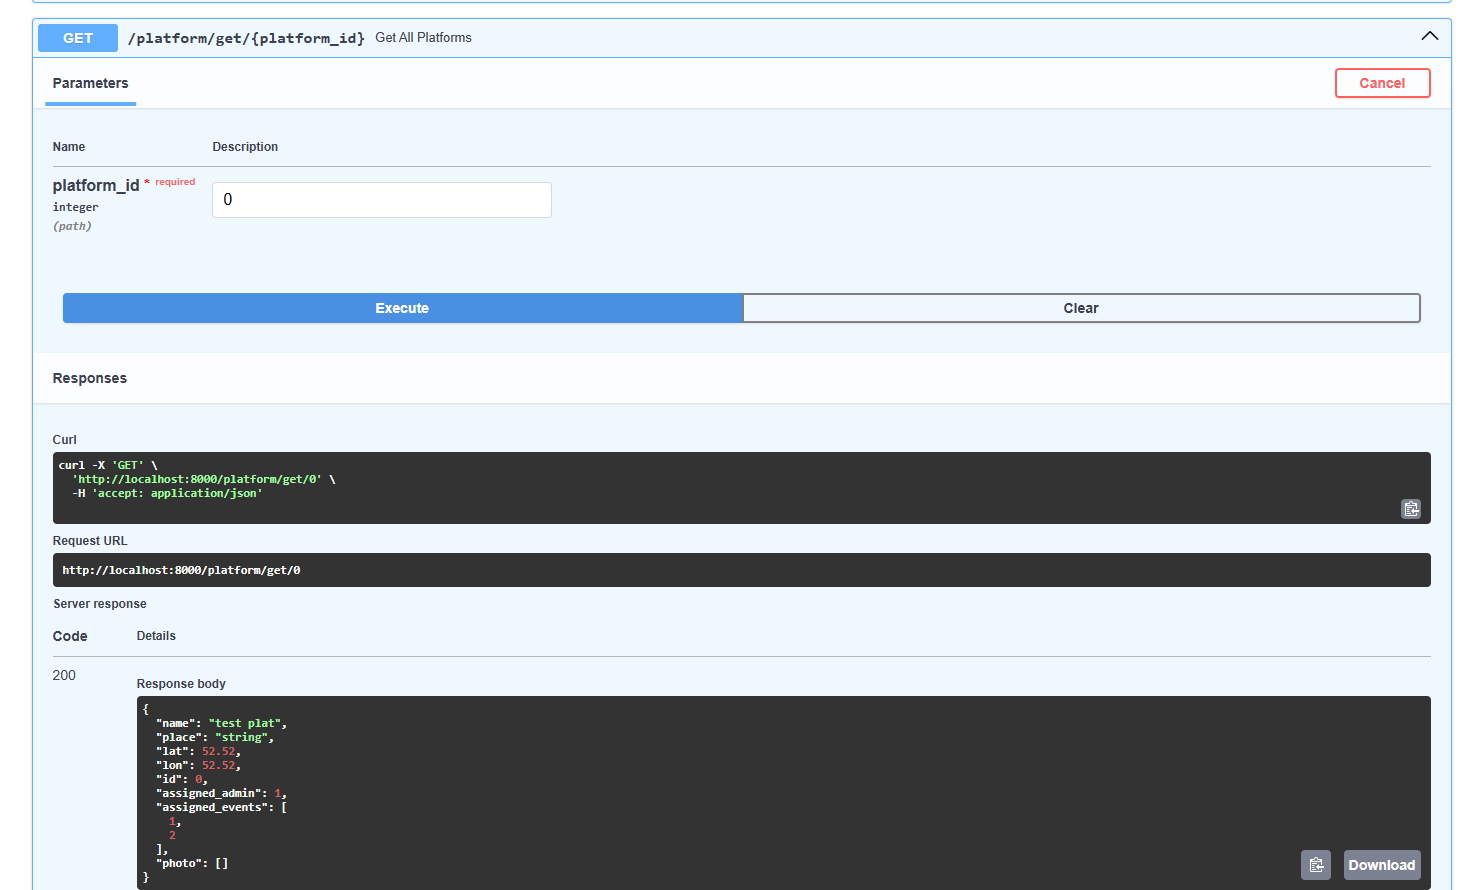 GET /platform/get/{platform_id} Get All Platforms
Parameters
Cancel
Name Description
platform_id * required
integer
(path)
0
Execute
Clear
Responses
Curl
curl -X 'GET' \
  'http://localhost:8000/platform/get/0' \
  -H 'accept: application/json'
Request URL
http://localhost:8000/platform/get/0
Server response
Code Details
200
Response body
{
  "name": "test plat",
  "place": "string",
  "lat": 52.52,
  "lon": 52.52,
  "id": 0,
  "assigned_admin": 1,
  "assigned_events": [
    1,
    2
  ],
  "photo": []
}
Download